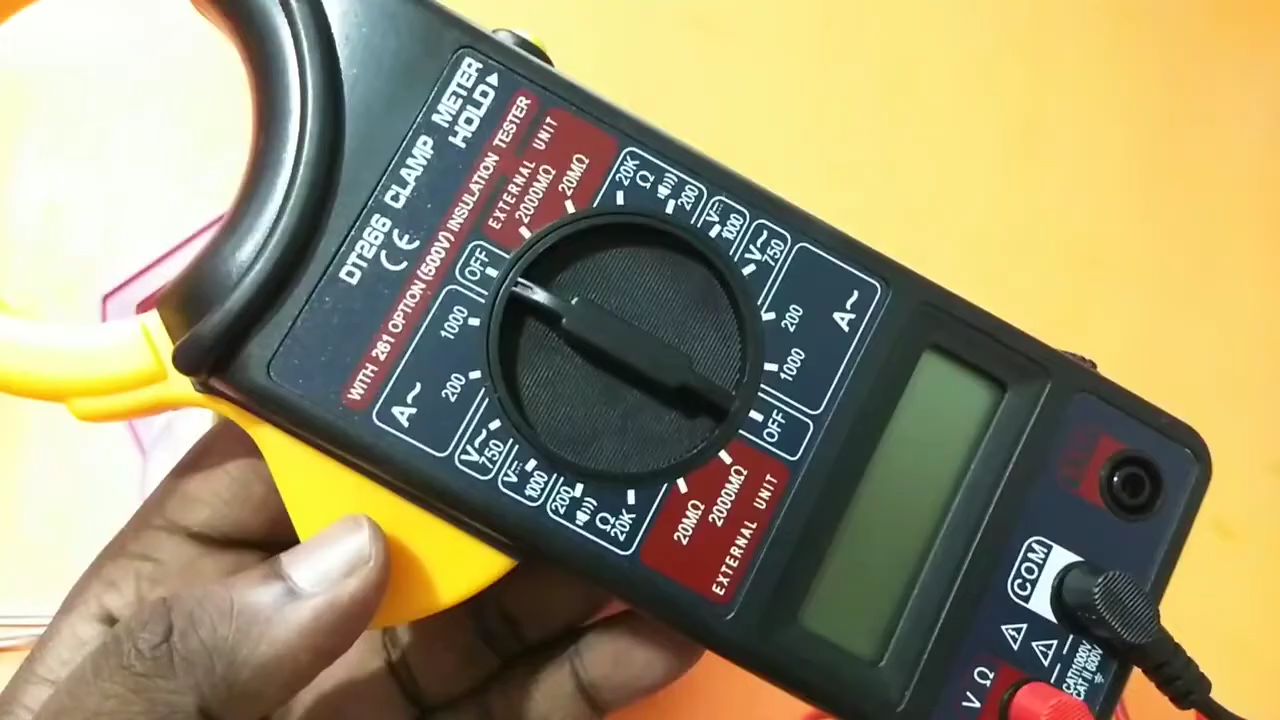 DT266 CLAMP METER
HOLD▶
CE
WITH 261 OPTION (500V) INSULATION TESTER
EXTERNAL UNIT
2000MΩ 20MΩ
20K Ω 200
V⎓ 1000
V~ 750
200
1000
A~
OFF
OFF
1000
200
A~
V~ 750
V⎓ 1000
200 Ω 20K
20MΩ 2000MΩ
EXTERNAL UNIT
COM
V Ω
CAT I 1000V
CAT II 600V